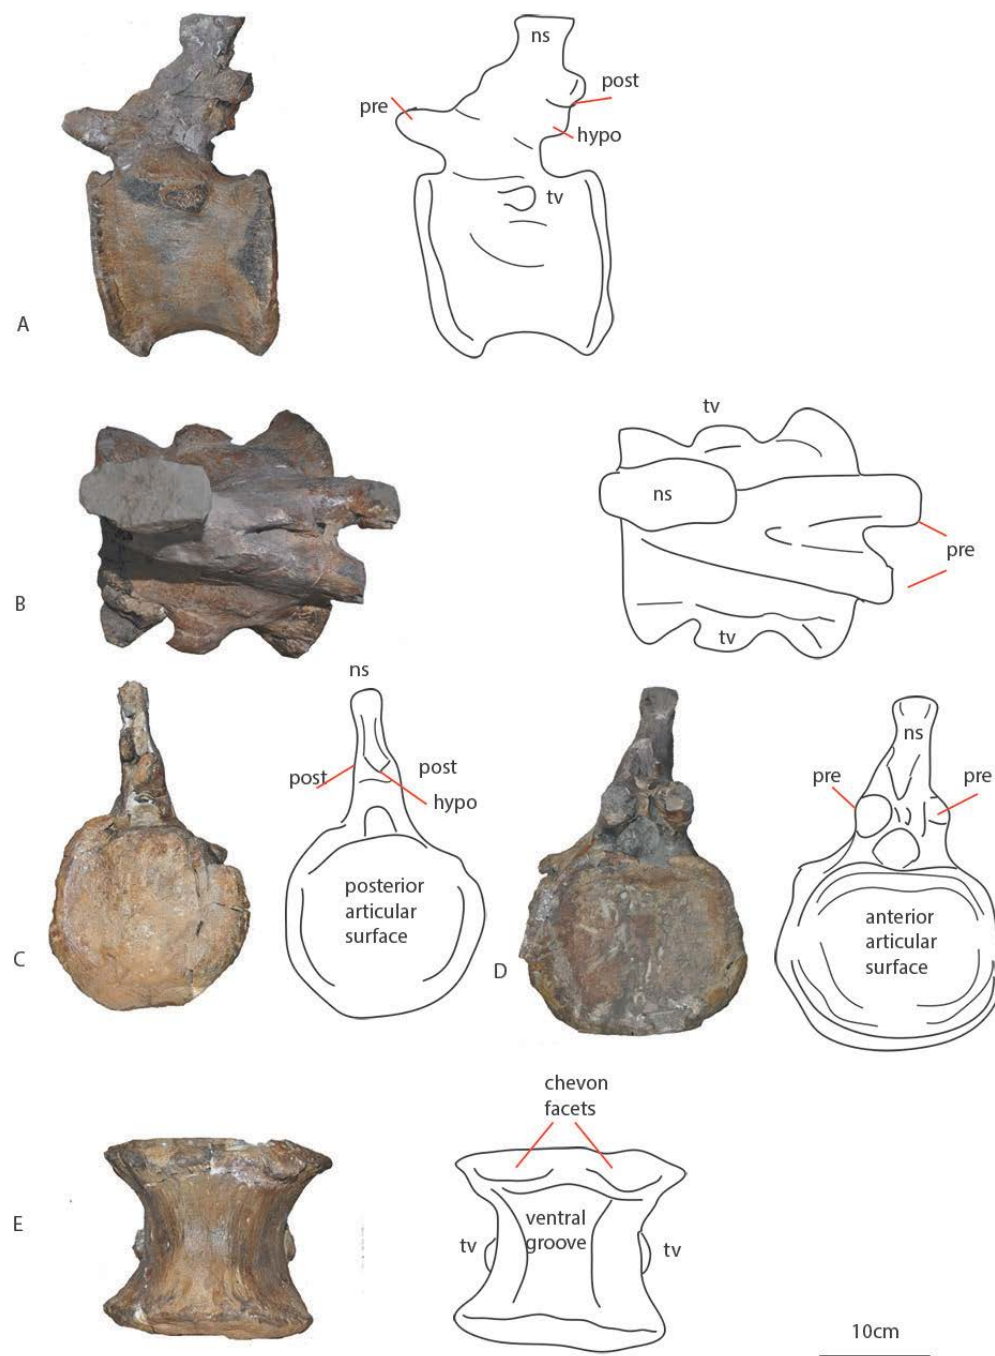 ns
pre
post
hypo
tv
A
tv
ns
pre
B
tv
ns
post
post
hypo
posterior
articular
surface
C
ns
pre
pre
anterior
articular
surface
D
chevon
facets
ventral
groove
tv
tv
E
10cm